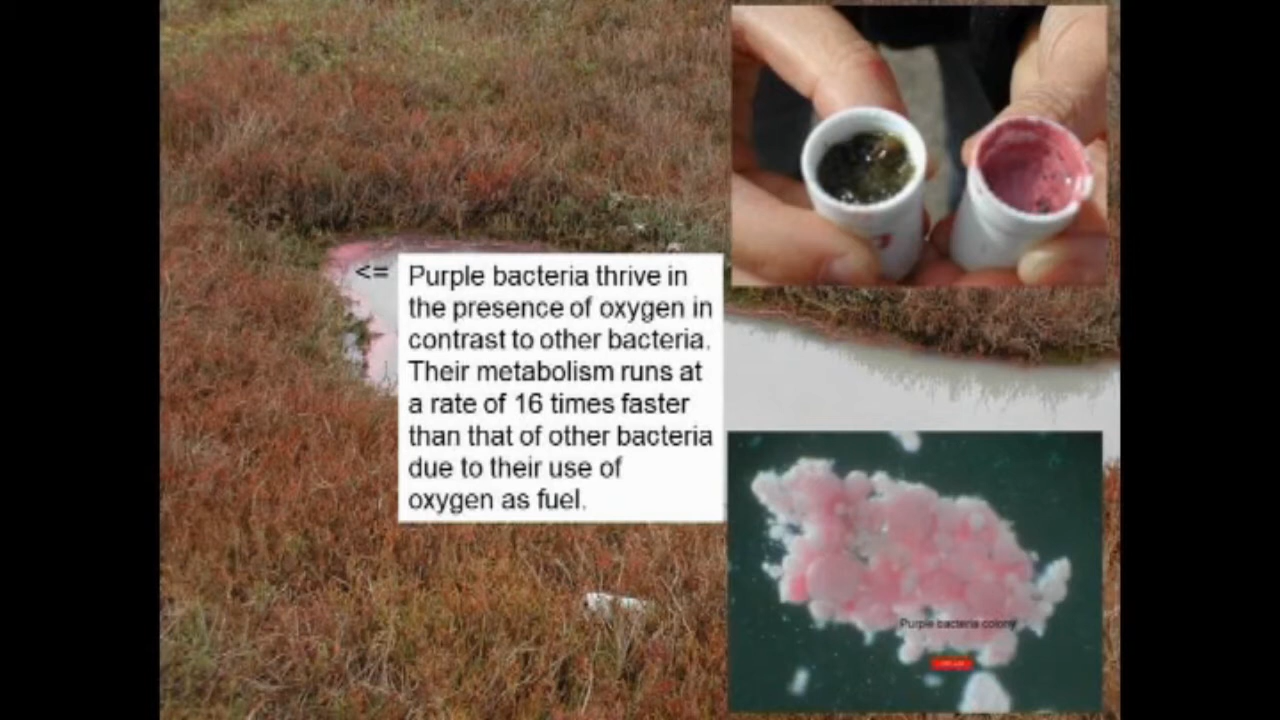 <= Purple bacteria thrive in
the presence of oxygen in
contrast to other bacteria.
Their metabolism runs at
a rate of 16 times faster
than that of other bacteria
due to their use of
oxygen as fuel.
Purple bacteria colony